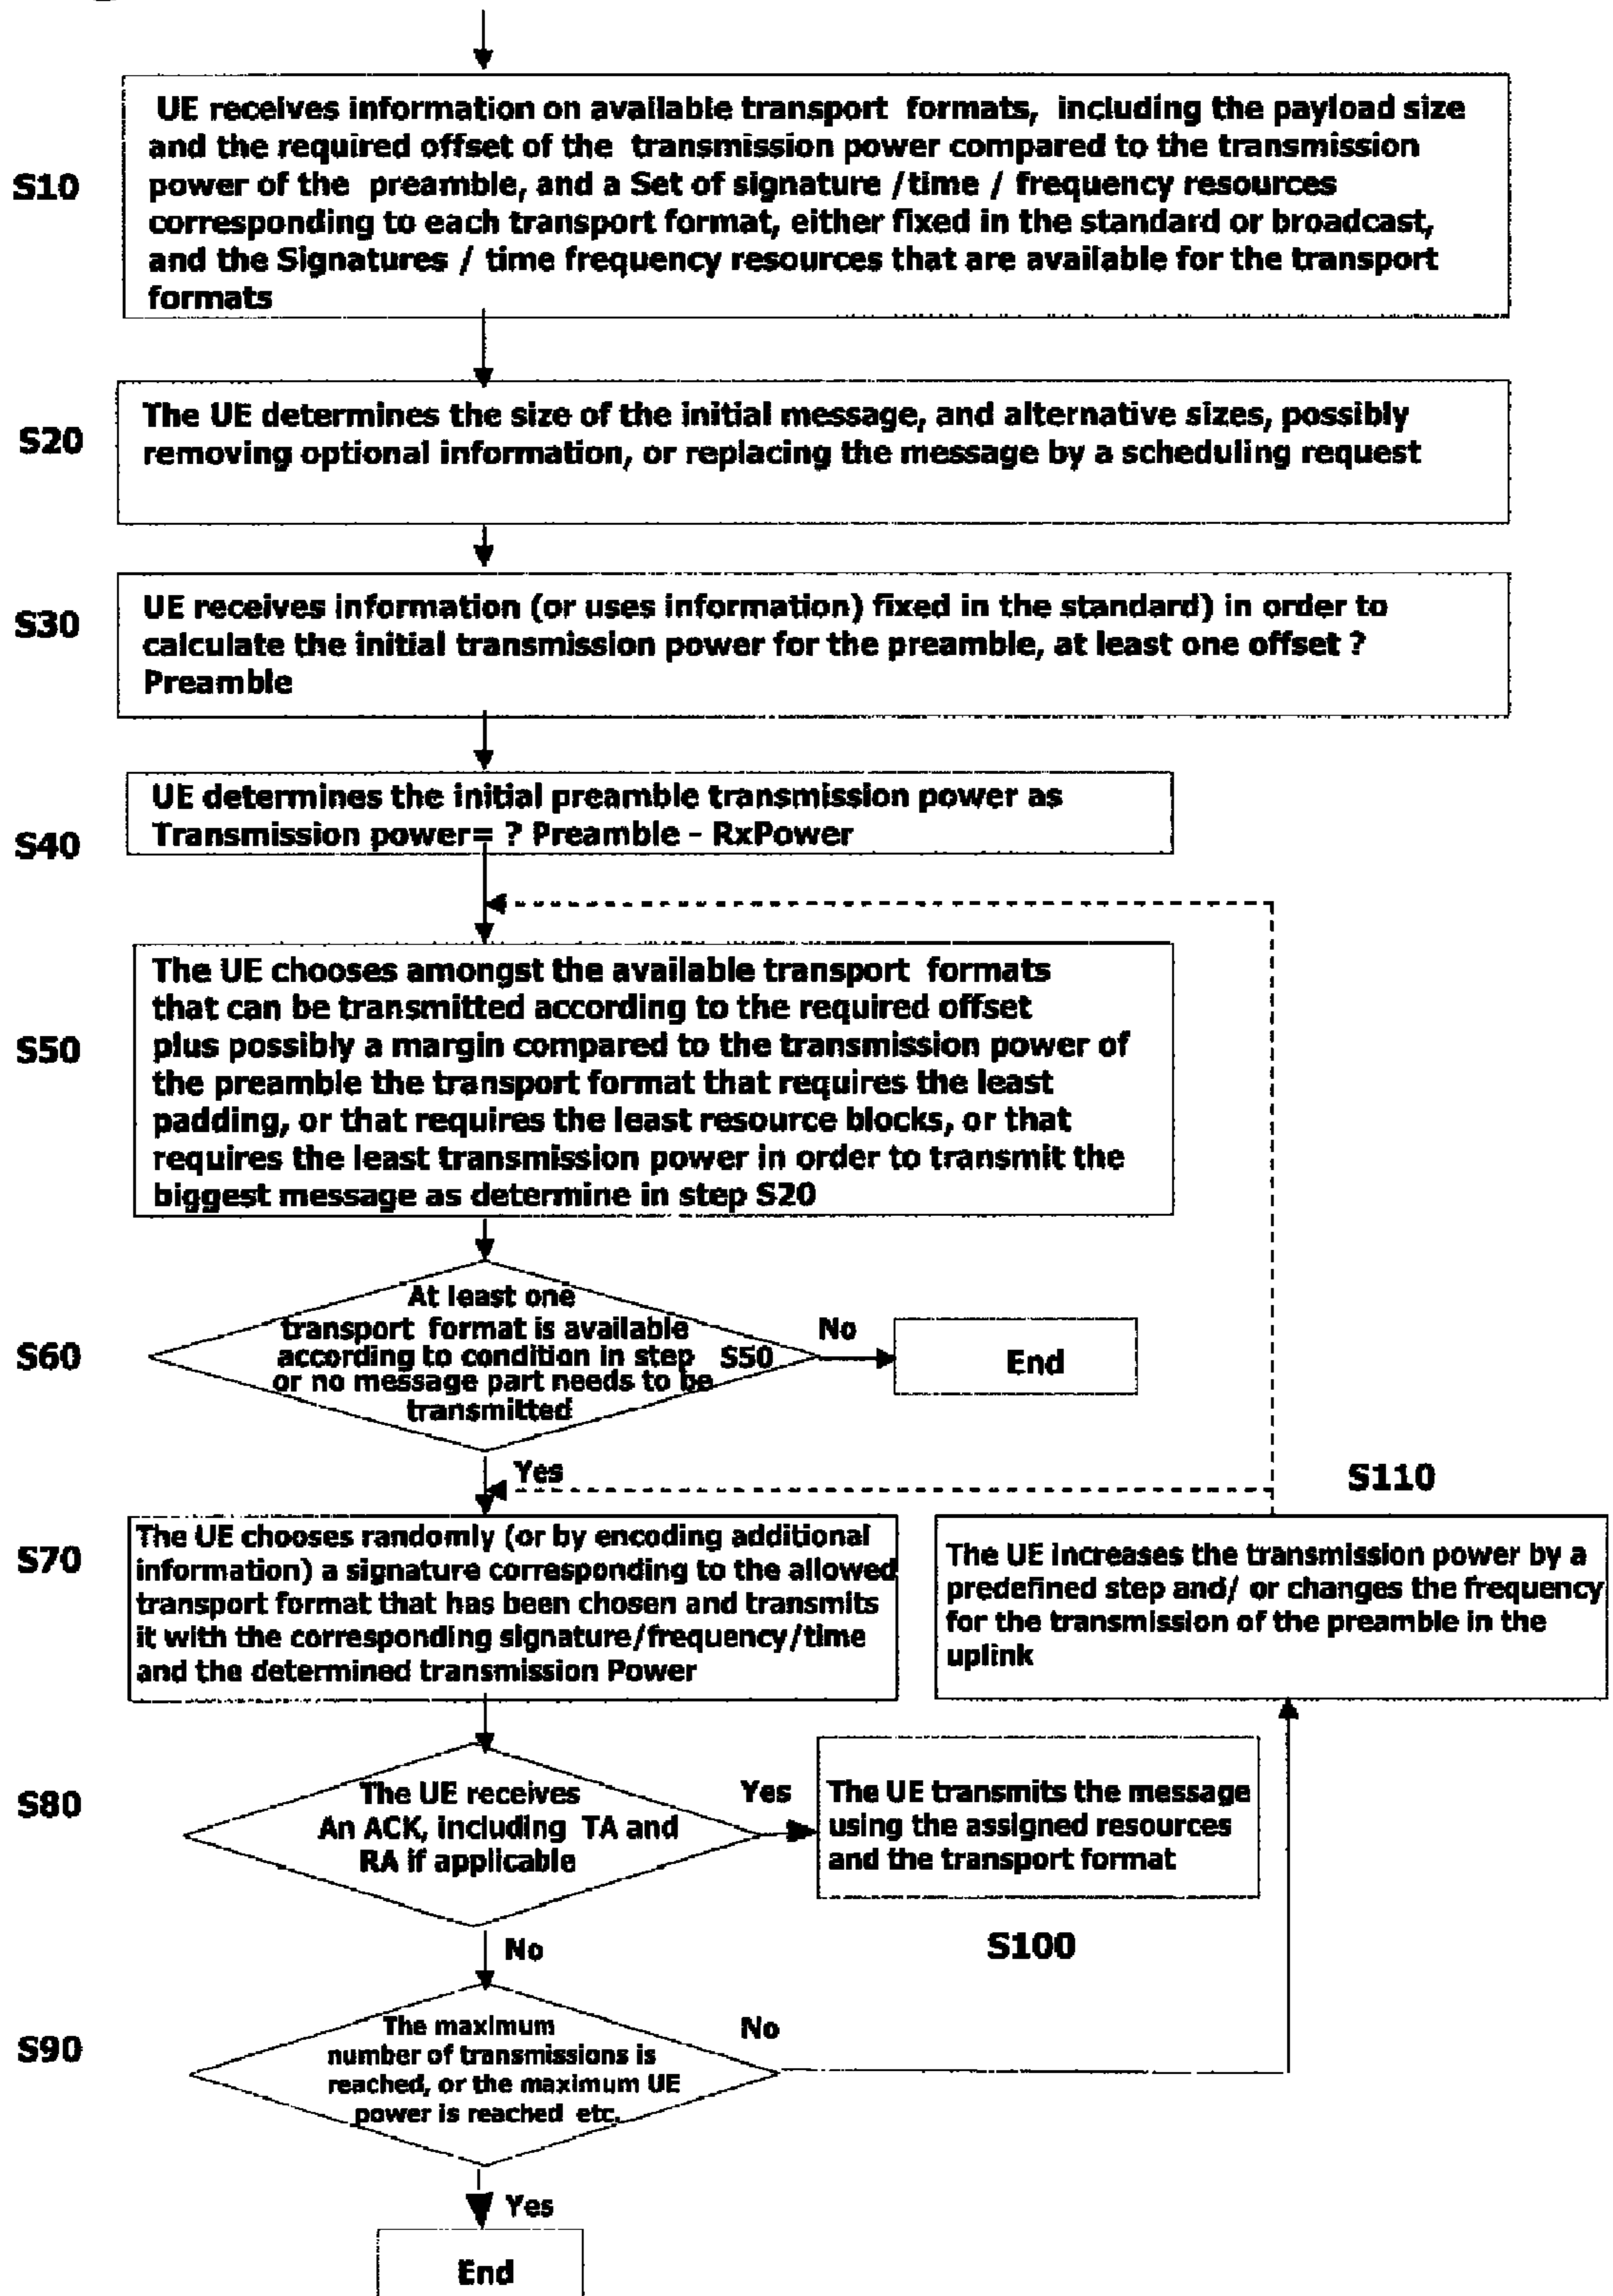 UE receives information on available transport formats, including the payload size
and the required offset of the transmission power compared to the transmission
S10
power of the preamble, and a Set of signature /time / frequency resources
corresponding to each transport format, either fixed in the standard or broadcast,
and the Signatures / time frequency resources that are available for the transport
formats
S20
The UE determines the size of the initial message, and alternative sizes, possibly
removing optional information, or replacing the message by a scheduling request
S30
UE receives information (or uses information) fixed in the standard) in order to
calculate the initial transmission power for the preamble, at least one offset ?
Preamble
S40
UE determines the initial preamble transmission power as
Transmission power= ? Preamble - RxPower
S50
The UE chooses amongst the available transport formats
that can be transmitted according to the required offset
plus possibly a margin compared to the transmission power of
the preamble the transport format that requires the least
padding, or that requires the least resource blocks, or that
requires the least transmission power in order to transmit the
biggest message as determine in step S20
S60
At least one
transport format is available
according to condition in step S50
or no message part needs to be
transmitted
No
End
Yes
S110
S70
The UE chooses randomly (or by encoding additional
information) a signature corresponding to the allowed
transport format that has been chosen and transmits
it with the corresponding signature/frequency/time
and the determined transmission Power
The UE increases the transmission power by a
predefined step and/ or changes the frequency
for the transmission of the preamble in the
uplink
S80
The UE receives
An ACK, including TA and
RA if applicable
Yes
The UE transmits the message
using the assigned resources
and the transport format
S100
No
S90
The maximum
number of transmissions is
reached, or the maximum UE
power is reached etc.
No
Yes
End